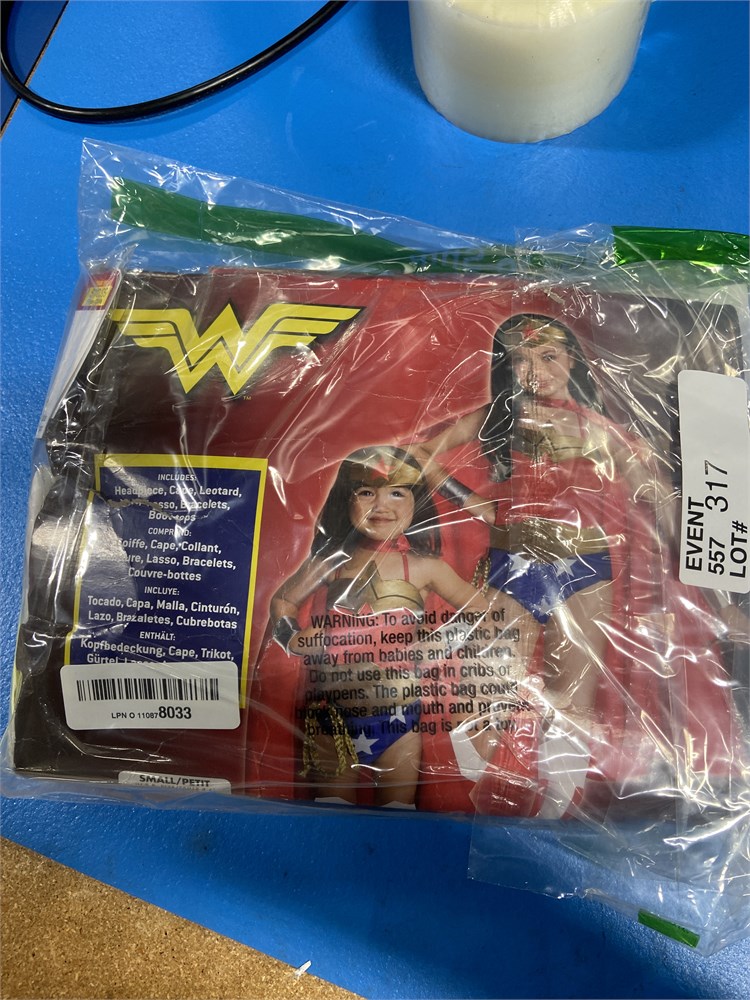 W
TM
INCLUDES:
Headpiece, Cape, Leotard,
Lasso, Bracelets,
Boot-tops
COMPREND:
Coiffe, Cape, Collant,
Lasso, Bracelets,
Couvre-bottes
INCLUYE:
Tocado, Capa, Malla, Cinturón,
Lazo, Brazaletes, Cubrebotas
ENTHÄLT:
Kopfbedeckung, Cape, Trikot,
Gürtel,
LPN O 110878033
SMALL/PETIT
WARNING: To avoid danger of
suffocation, keep this plastic bag
away from babies and children.
Do not use this bag in cribs or
playpens. The plastic bag could
block nose and mouth and prevent
breathing. This bag is not a toy.
EVENT
557 317
LOT#